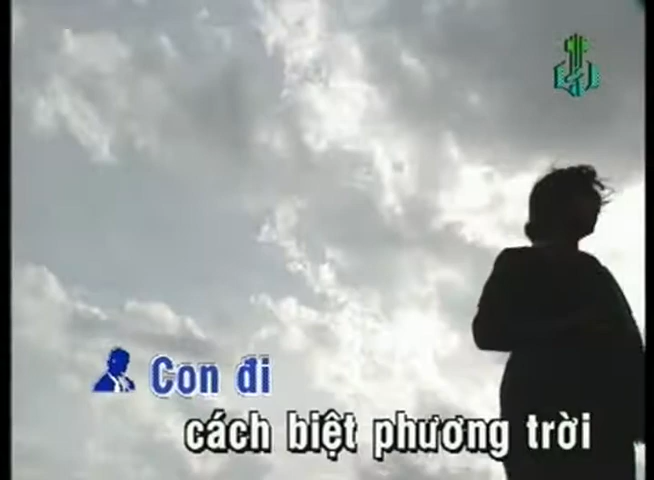 Con đi
cách biệt phương trời